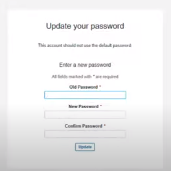 Update your password
This account should not use the default password.
Enter a new password
All fields marked with * are required
Old Password *
New Password *
Confirm Password *
Update